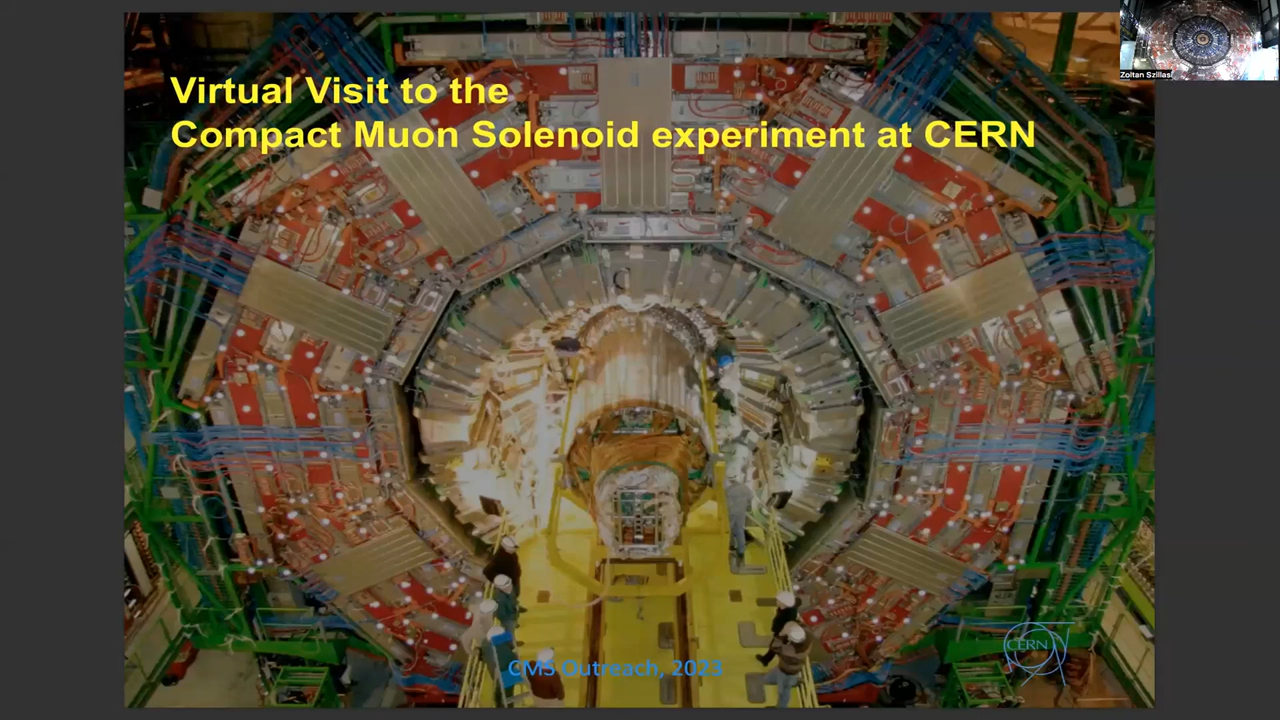 Virtual Visit to the
Compact Muon Solenoid experiment at CERN
Zoltan Szillasi
CMS Outreach, 2023
CERN